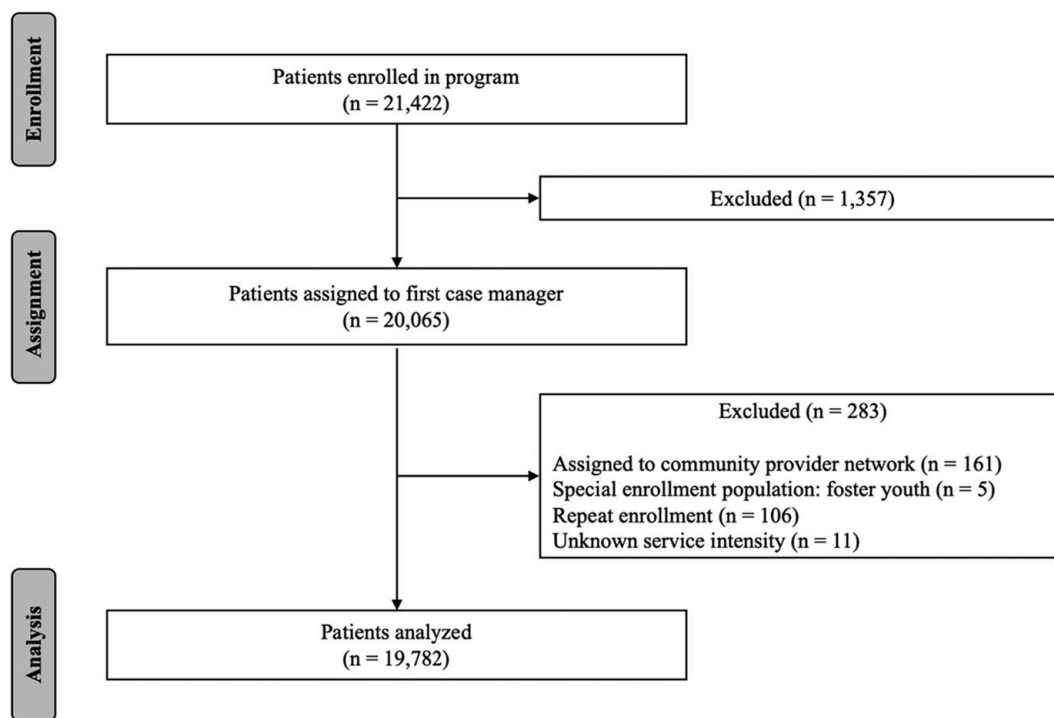 Enrollment
Patients enrolled in program
(n = 21,422)
Excluded (n = 1,357)
Assignment
Patients assigned to first case manager
(n = 20,065)
Excluded (n = 283)
Assigned to community provider network (n = 161)
Special enrollment population: foster youth (n = 5)
Repeat enrollment (n = 106)
Unknown service intensity (n = 11)
Analysis
Patients analyzed
(n = 19,782)